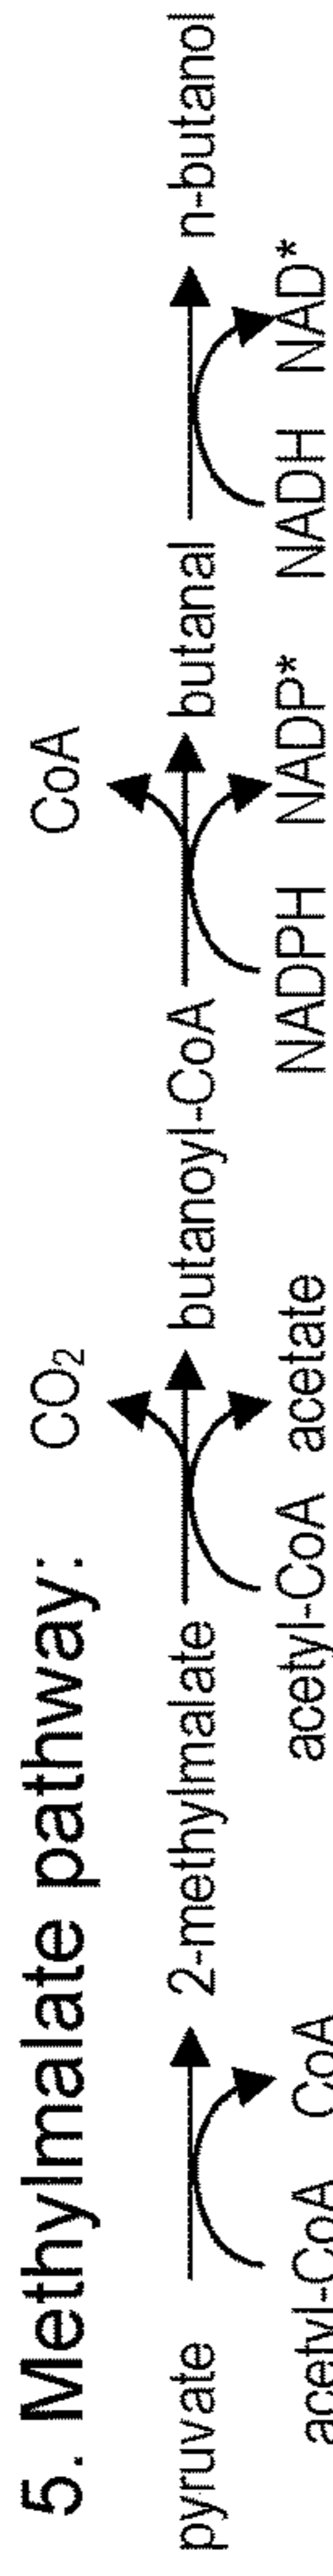 5. Methylmalate pathway:
CO₂ CoA
pyruvate 2-methylmalate butanoyl-CoA butanal n-butanol
acetyl-CoA CoA acetyl-CoA acetate NADPH NADP* NADH NAD*